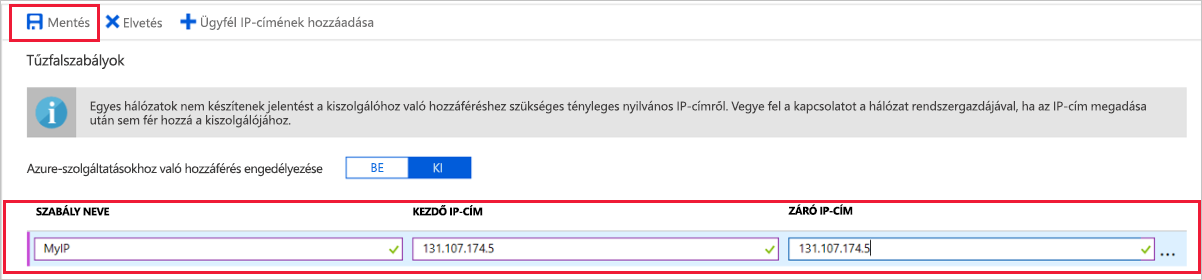 Mentés Elvetés Ügyfél IP-címének hozzáadása
Tűzfalszabályok
Egyes hálózatok nem készítenek jelentést a kiszolgálóhoz való hozzáféréshez szükséges tényleges nyilvános IP-címről. Vegye fel a kapcsolatot a hálózat rendszergazdájával, ha az IP-cím megadása
után sem fér hozzá a kiszolgálójához.
Azure-szolgáltatásokhoz való hozzáférés engedélyezése BE KI
SZABÁLY NEVE KEZDŐ IP-CÍM ZÁRÓ IP-CÍM
MyIP 131.107.174.5 131.107.174.5 ...